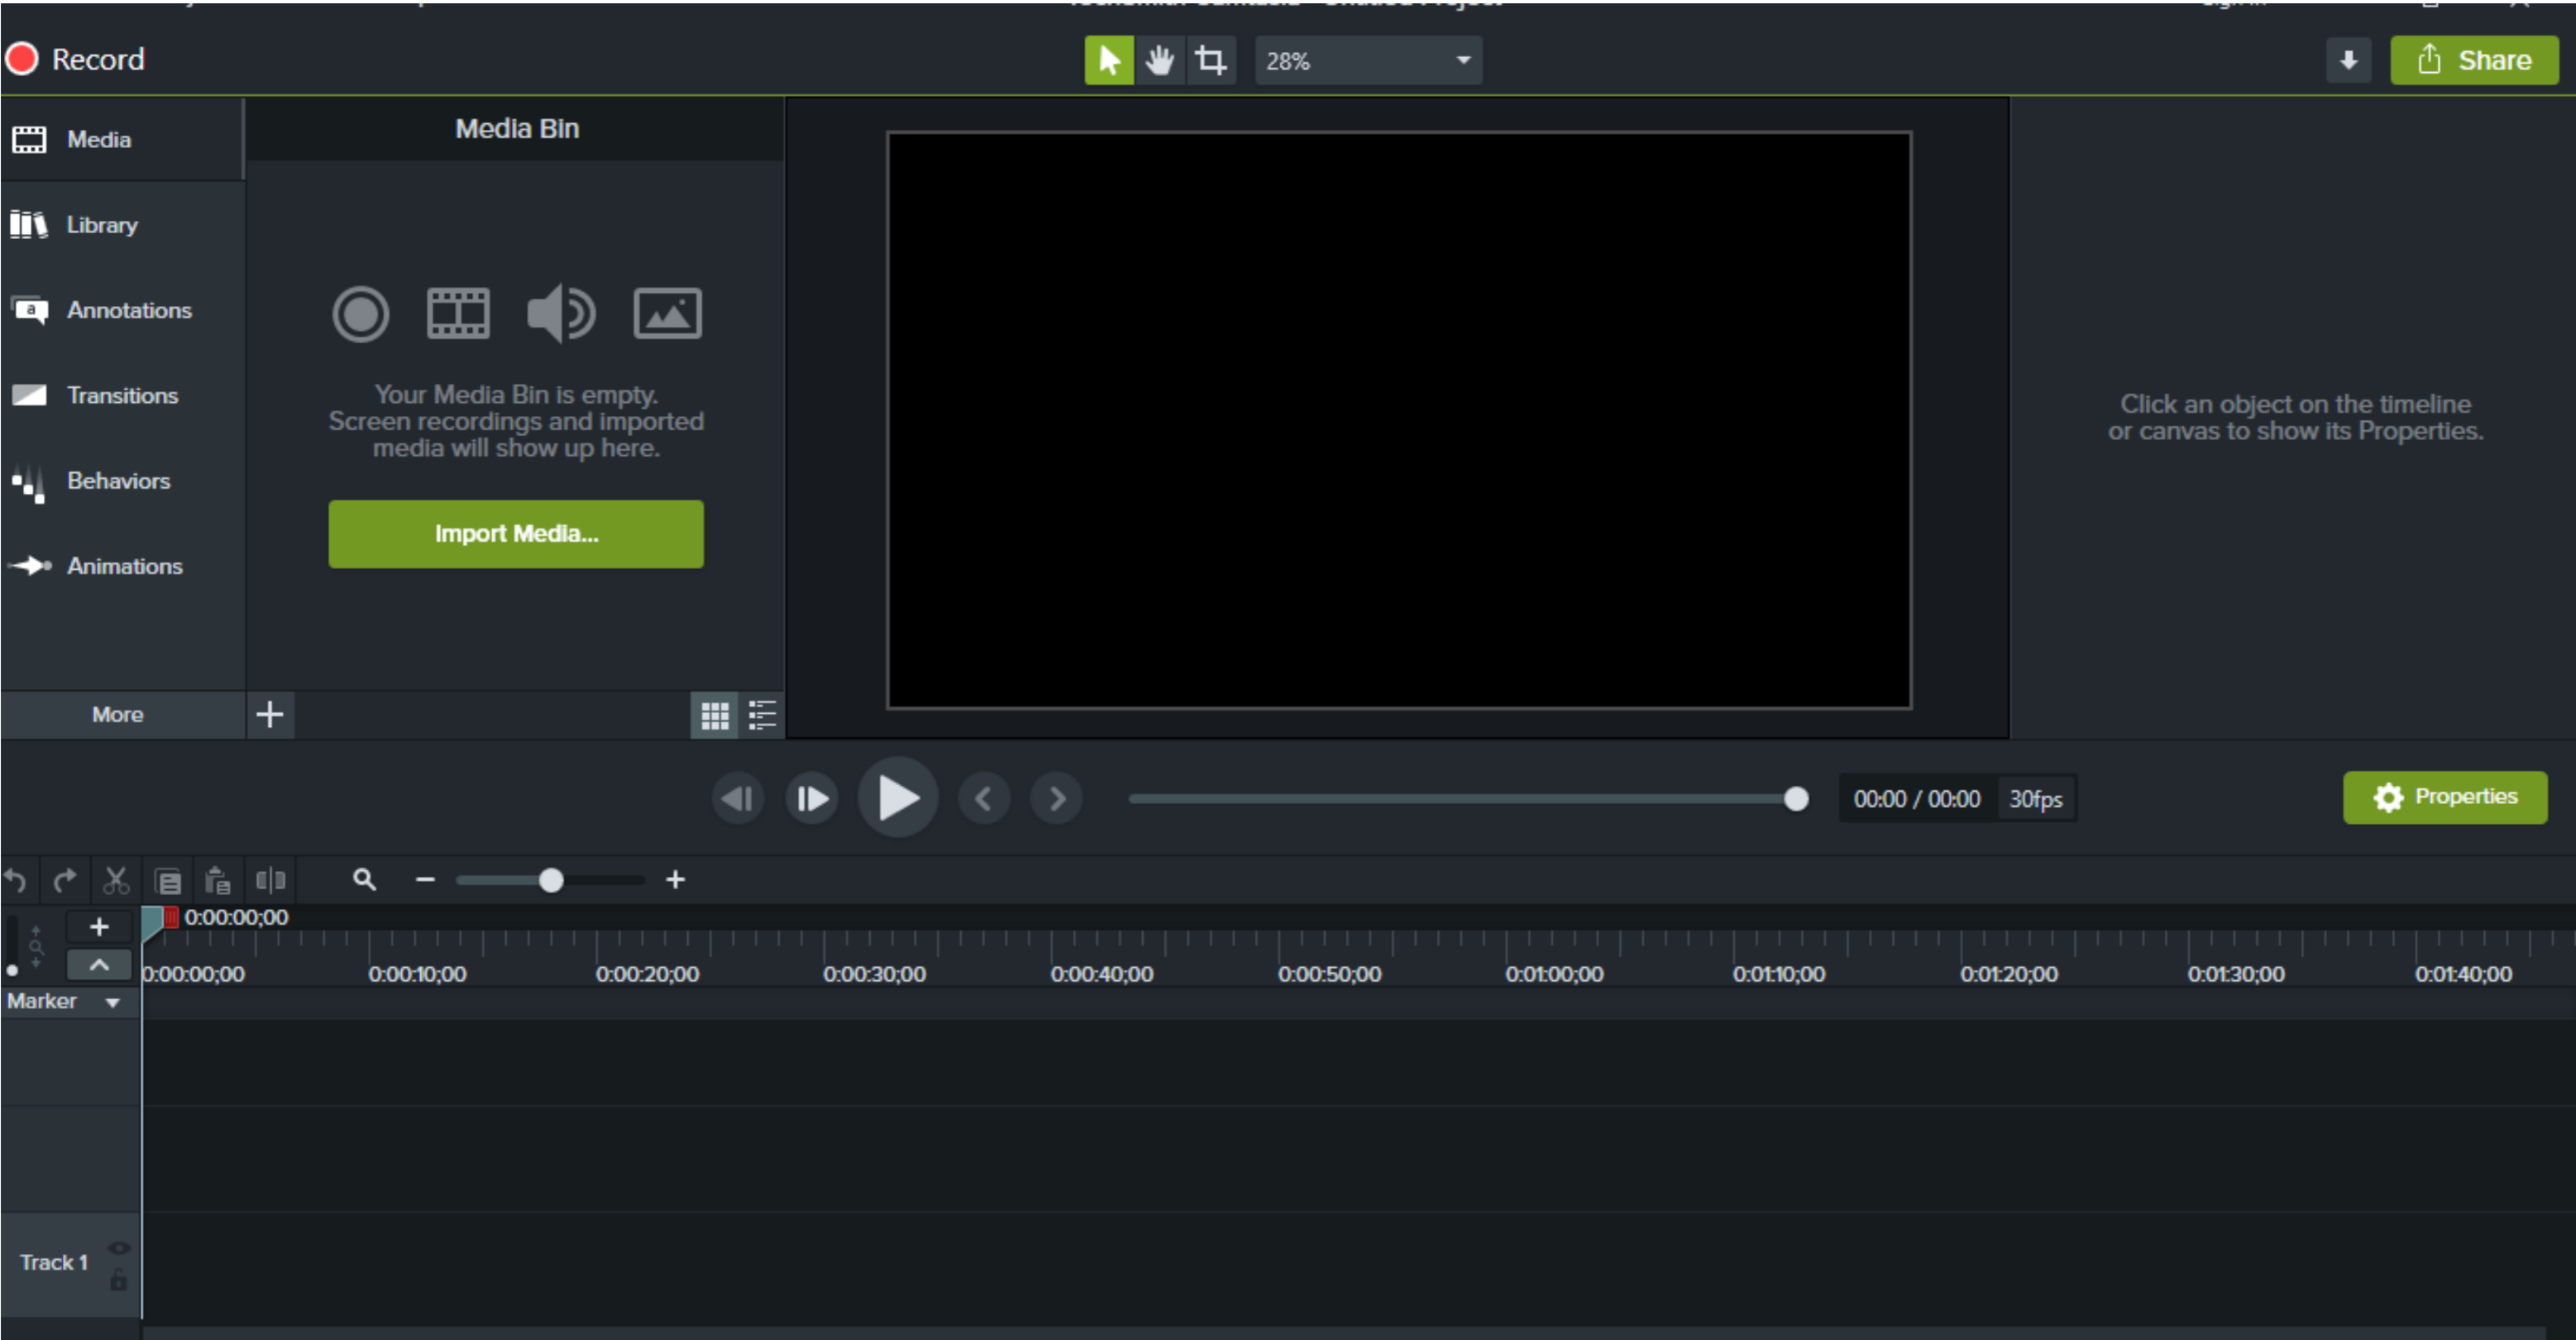 Record
28%
Share
Media
Media Bin
Library
Annotations
Transitions
Behaviors
Animations
More
Your Media Bin is empty.
Screen recordings and imported
media will show up here.
Import Media...
Click an object on the timeline
or canvas to show its Properties.
00:00 / 00:00 30fps
Properties
0:00:00;00
0:00:00;00 0:00:10;00 0:00:20;00 0:00:30;00 0:00:40;00 0:00:50;00 0:01:00;00 0:01:10;00 0:01:20;00 0:01:30;00 0:01:40;00
Marker
Track 1